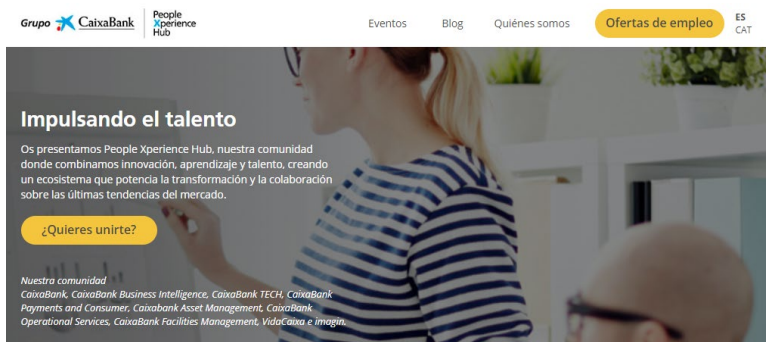 Grupo CaixaBank
People
Xperience
Hub
Eventos
Blog
Quiénes somos
Ofertas de empleo
ES
CAT
Impulsando el talento
Os presentamos People Xperience Hub, nuestra comunidad
donde combinamos innovación, aprendizaje y talento, creando
un ecosistema que potencia la transformación y la colaboración
sobre las últimas tendencias del mercado.
¿Quieres unirte?
Nuestra comunidad
CaixaBank, CaixaBank Business Intelligence, CaixaBank TECH, CaixaBank
Payments and Consumer, Caixabank Asset Management, CaixaBank
Operational Services, CaixaBank Facilities Management, VidaCaixa e imagin.